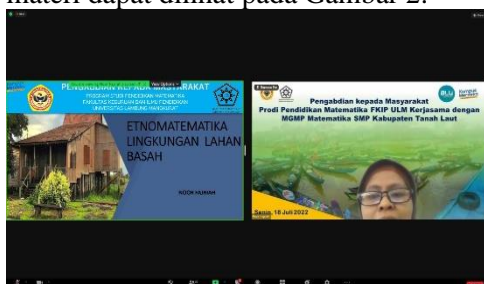 materi dapat dilihat pada Gambar 2.
PENGABDIAN KEPADA MASYARAKAT
PROGRAM STUDI PENDIDIKAN MATEMATIKA
FAKULTAS KEGURUAN DAN ILMU PENDIDIKAN
UNIVERSITAS LAMBUNG MANGKURAT
ETNOMATEMATIKA
LINGKUNGAN LAHAN
BASAH
Pengabdian kepada Masyarakat
Prodi Pendidikan Matematika FKIP ULM Kerjasama dengan
MGMP Matematika SMP Kabupaten Tanah Laut
Senin, 18 Juli 2022